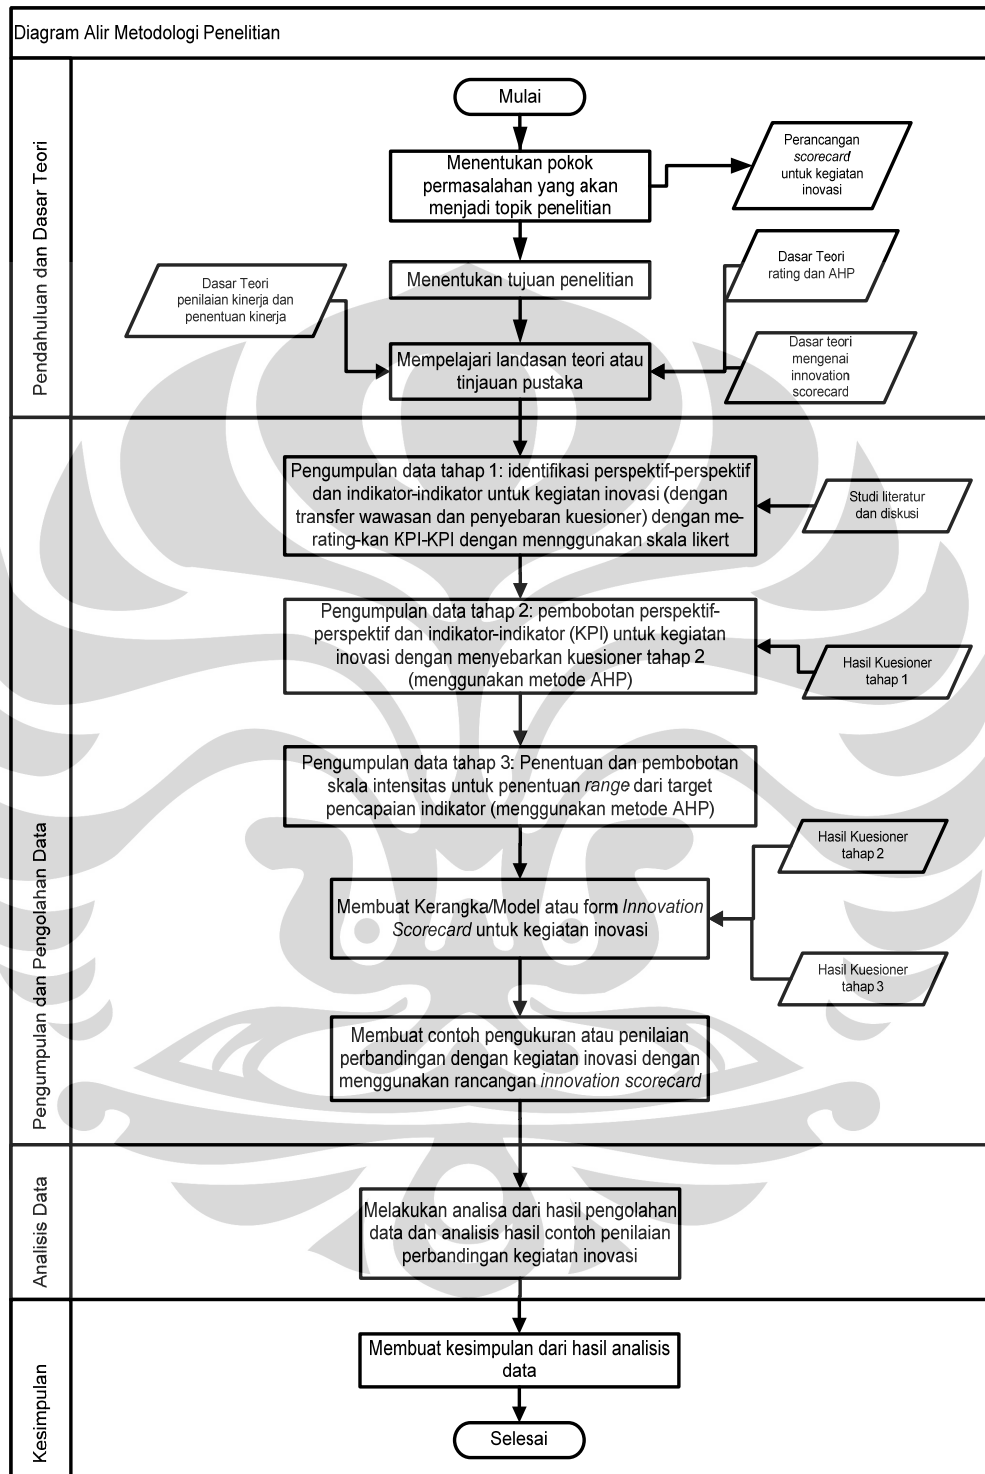 Diagram Alir Metodologi Penelitian
Pendahuluan dan Dasar Teori
Mulai
Menentukan pokok
permasalahan yang akan
menjadi topik penelitian
Perancangan
scorecard
untuk kegiatan
inovasi
Menentukan tujuan penelitian
Dasar Teori
rating dan AHP
Dasar Teori
penilaian kinerja dan
penentuan kinerja
Mempelajari landasan teori atau
tinjauan pustaka
Dasar teori
mengenai
innovation
scorecard
Pengumpulan dan Pengolahan Data
Pengumpulan data tahap 1: identifikasi perspektif-perspektif
dan indikator-indikator untuk kegiatan inovasi (dengan
transfer wawasan dan penyebaran kuesioner) dengan me-
rating-kan KPI-KPI dengan mennggunakan skala likert
Studi literatur
dan diskusi
Pengumpulan data tahap 2: pembobotan perspektif-
perspektif dan indikator-indikator (KPI) untuk kegiatan
inovasi dengan menyebarkan kuesioner tahap 2
(menggunakan metode AHP)
Hasil Kuesioner
tahap 1
Pengumpulan data tahap 3: Penentuan dan pembobotan
skala intensitas untuk penentuan range dari target
pencapaian indikator (menggunakan metode AHP)
Hasil Kuesioner
tahap 2
Membuat Kerangka/Model atau form Innovation
Scorecard untuk kegiatan inovasi
Hasil Kuesioner
tahap 3
Membuat contoh pengukuran atau penilaian
perbandingan dengan kegiatan inovasi dengan
menggunakan rancangan innovation scorecard
Analisis Data
Melakukan analisa dari hasil pengolahan
data dan analisis hasil contoh penilaian
perbandingan kegiatan inovasi
Kesimpulan
Membuat kesimpulan dari hasil analisis
data
Selesai